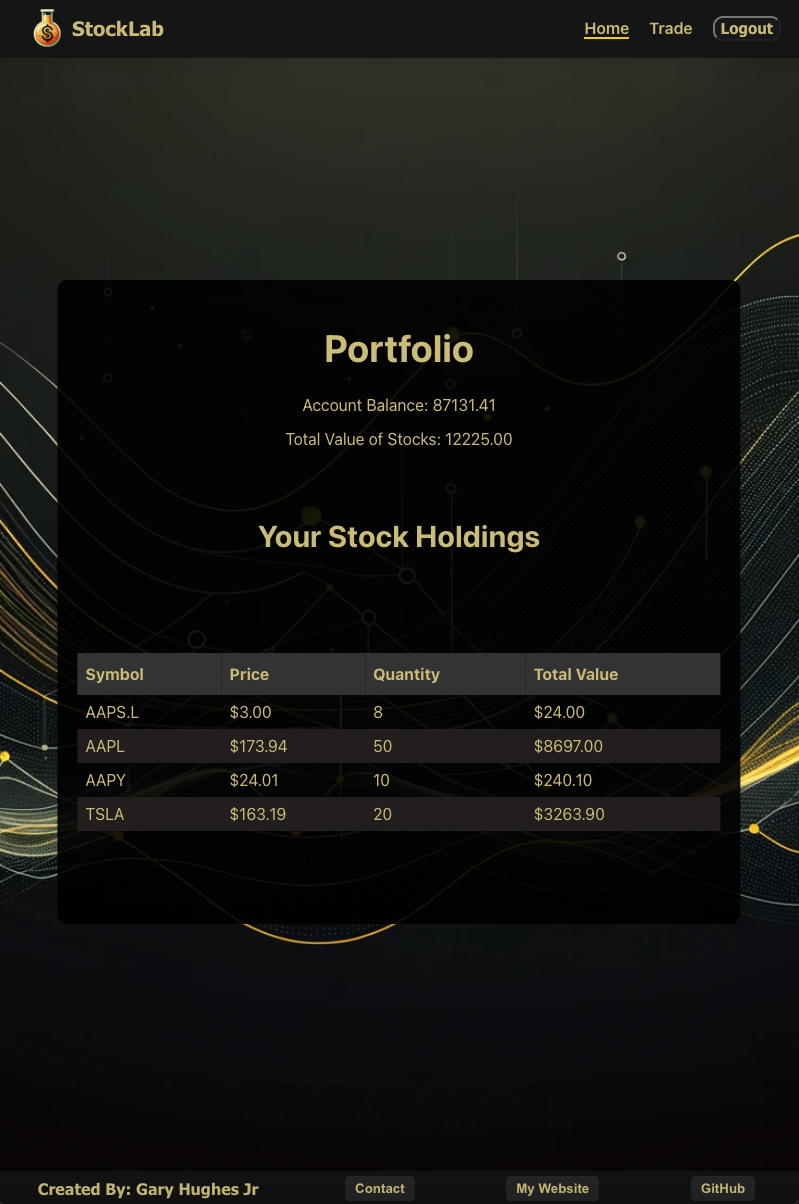 StockLab
Home Trade Logout
Portfolio
Account Balance: 87131.41
Total Value of Stocks: 12225.00
Your Stock Holdings
Symbol Price Quantity Total Value
AAPS.L $3.00 8 $24.00
AAPL $173.94 50 $8697.00
AAPY $24.01 10 $240.10
TSLA $163.19 20 $3263.90
Created By: Gary Hughes Jr Contact My Website GitHub